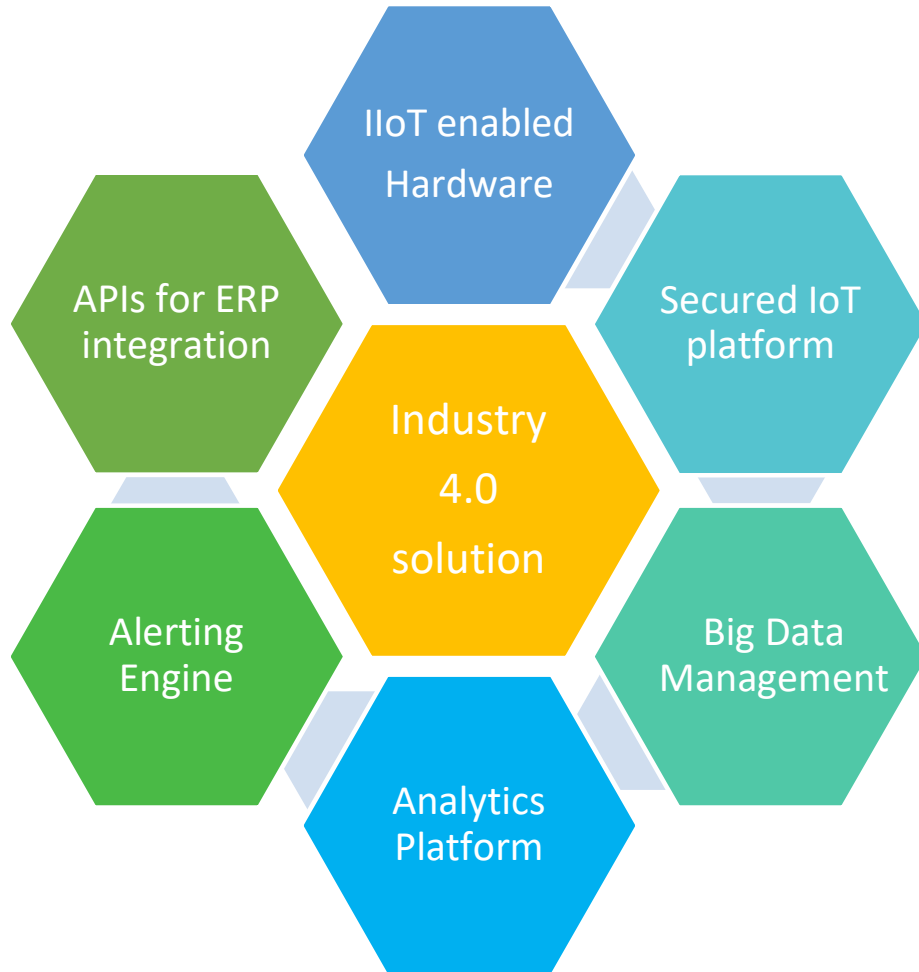 IIoT enabled
Hardware
APIs for ERP
integration
Secured IoT
platform
Industry
4.0
solution
Alerting
Engine
Big Data
Management
Analytics
Platform